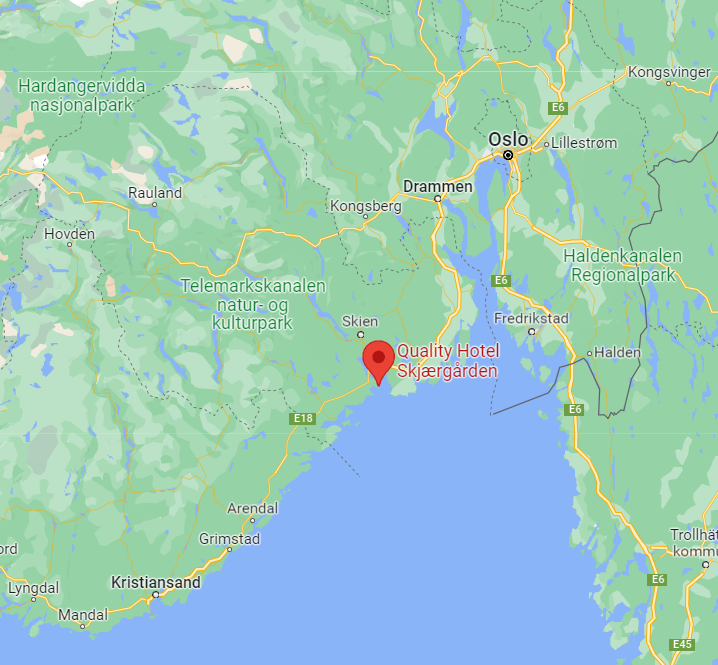 Kongsvinger
Hardangervidda
nasjonalpark
E6
Oslo
Lillestrøm
Rauland
Drammen
Kongsberg
Hovden
Haldenkanalen
Regionalpark
E6
Telemarkskanalen
natur- og
kulturpark
Skien
Fredrikstad
Quality Hotel
Skjærgården
Halden
E18
E6
Arendal
Grimstad
Trollhät
kommu
ord
Kristiansand
Lyngdal
E6
Mandal
E45